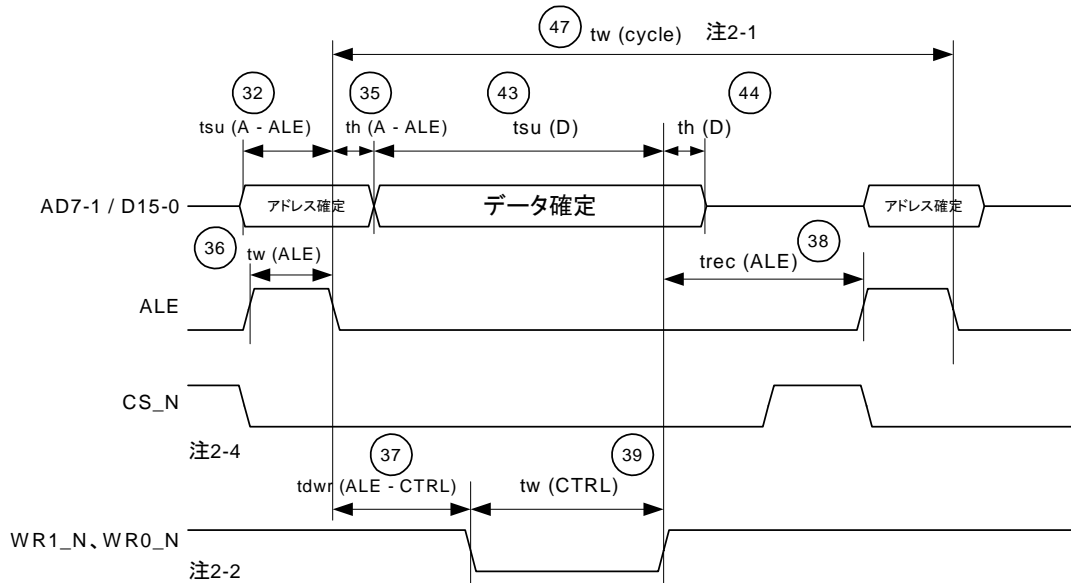 47 tw (cycle) 注2-1
32 35 43 44
tsu (A - ALE) th (A - ALE) tsu (D) th (D)
AD7-1 / D15-0 アドレス確定 データ確定 アドレス確定
36 tw (ALE) trec (ALE) 38
ALE
CS_N
注2-4 37 39
tdwr (ALE - CTRL) tw (CTRL)
WR1_N、WR0_N
注2-2